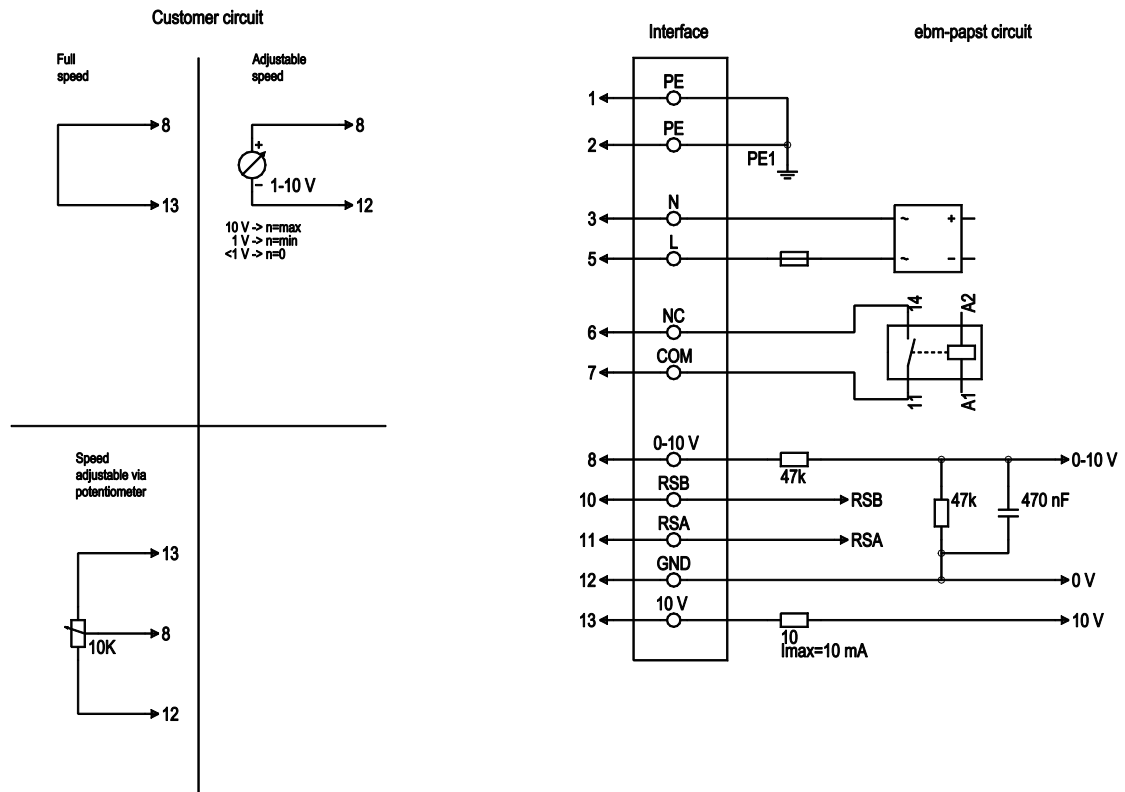 Customer circuit
Full
speed
8
13
Adjustable
speed
8
+
−
1-10 V
12
10 V -> n=max
1 V -> n=min
<1 V -> n=0
Speed
adjustable via
potentiometer
13
8
10K
12
Interface
ebm-papst circuit
1
PE
2
PE
PE1
3
N
~
+
5
L
~
−
6
NC
14
A2
7
COM
11
A1
8
0-10 V
47k
0-10 V
10
RSB
RSB
47k
470 nF
11
RSA
RSA
12
GND
0 V
13
10 V
10
Imax=10 mA
10 V